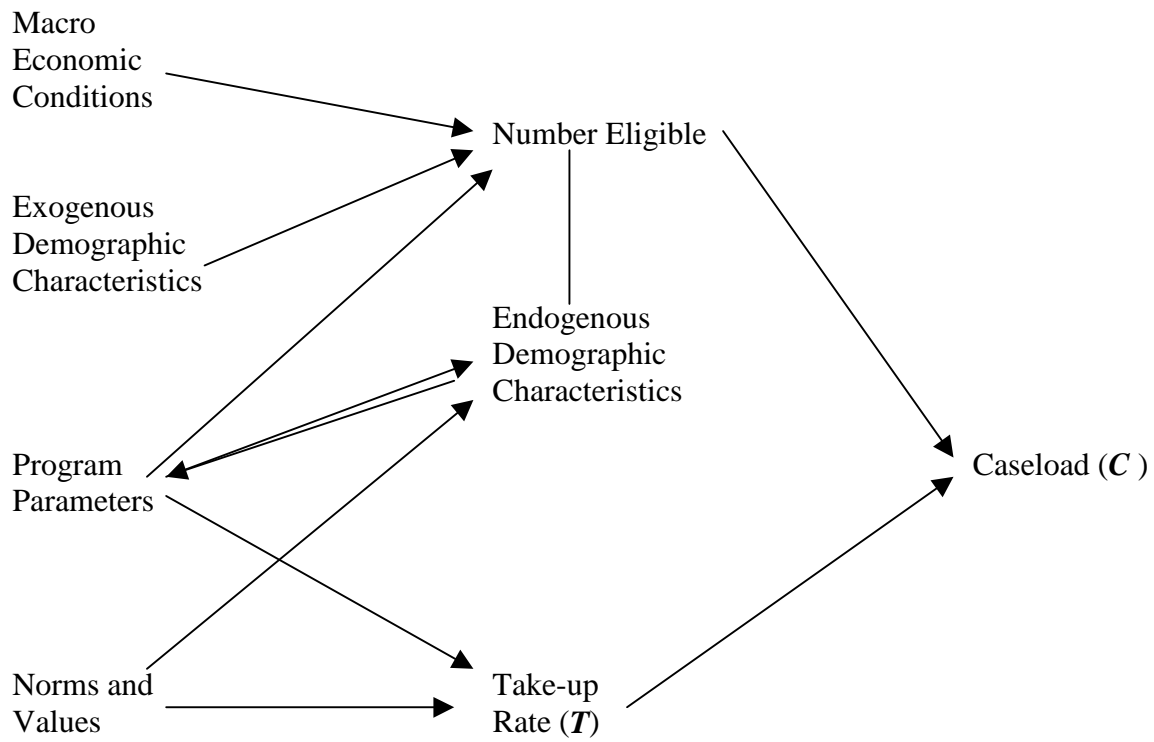 Macro
Economic
Conditions
Number Eligible
Exogenous
Demographic
Characteristics
Endogenous
Demographic
Characteristics
Program
Parameters
Caseload (C )
Norms and
Values
Take-up
Rate (T)